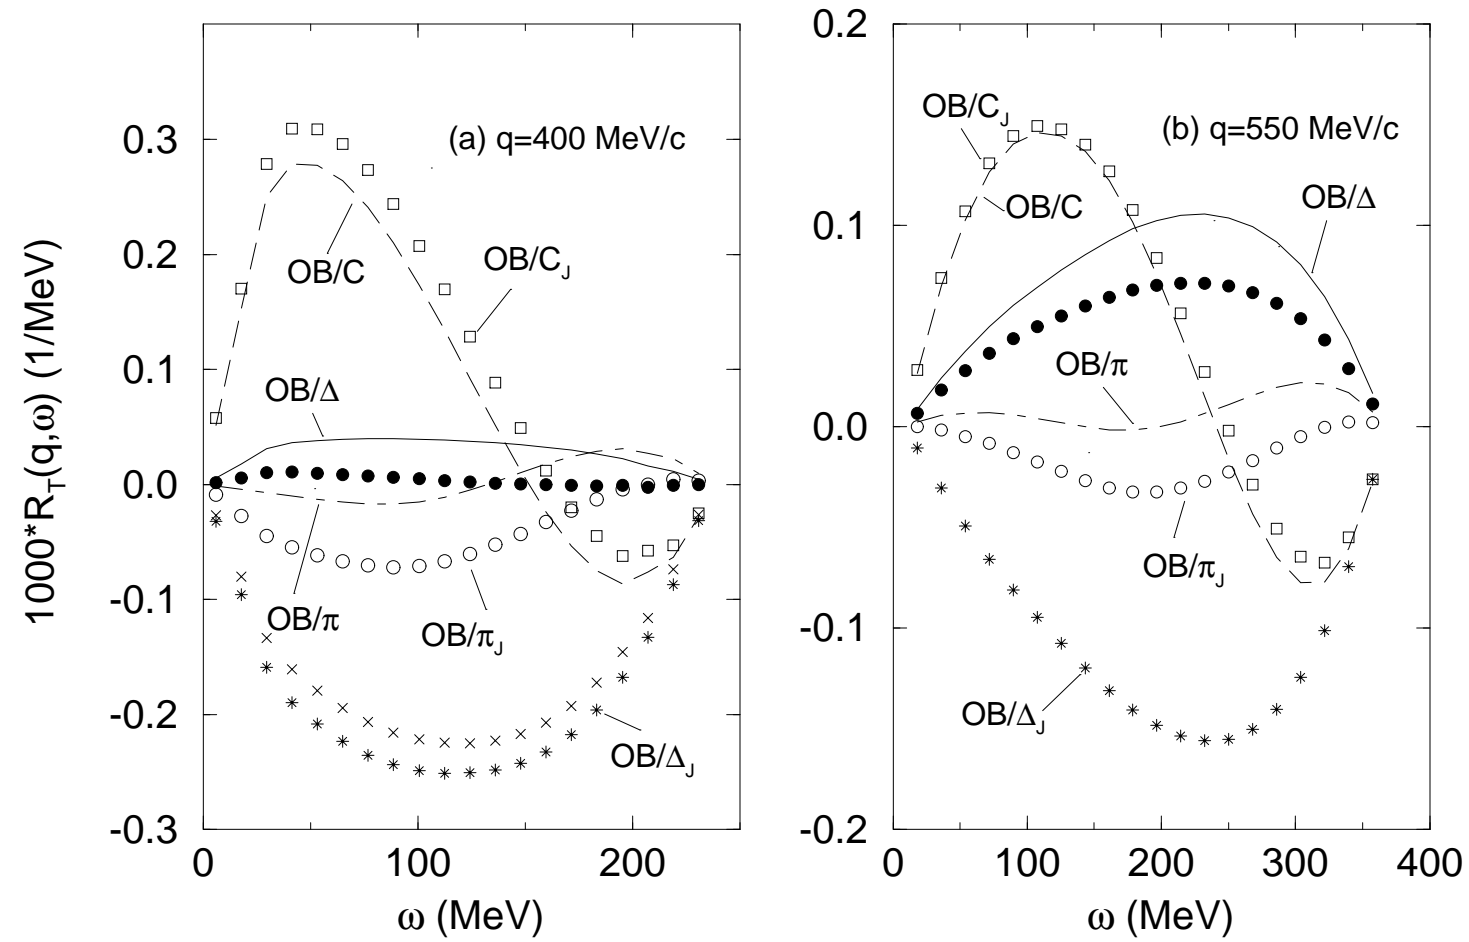 1000*R_T(q,ω) (1/MeV)
0.3
0.2
0.1
0.0
-0.1
-0.2
-0.3
0
100
200
ω (MeV)
(a) q=400 MeV/c
OB/C
OB/C_J
OB/Δ
OB/π
OB/π_J
OB/Δ_J
0.2
0.1
0.0
-0.1
-0.2
0
100
200
300
400
ω (MeV)
(b) q=550 MeV/c
OB/C_J
OB/C
OB/Δ
OB/π
OB/π_J
OB/Δ_J